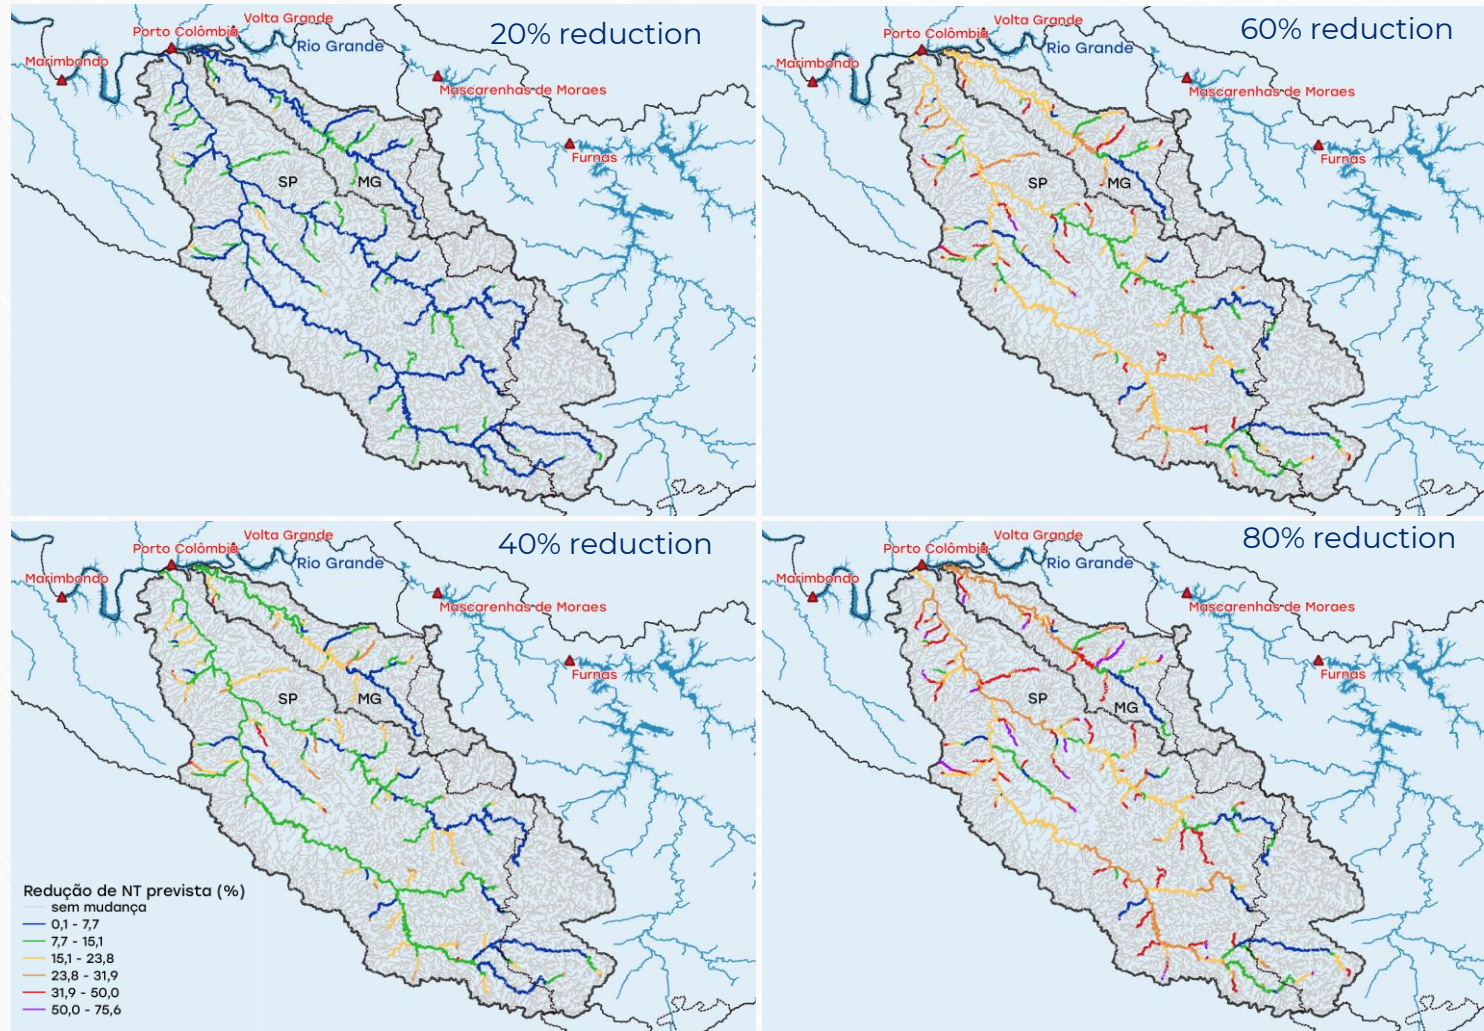 20% reduction
Volta Grande
Porto Colômbia
Rio Grande
Marimbondo
Mascarenhas de Moraes
Furnas
SP
MG
60% reduction
Volta Grande
Porto Colômbia
Rio Grande
Marimbondo
Mascarenhas de Moraes
Furnas
SP
MG
40% reduction
Volta Grande
Porto Colômbia
Rio Grande
Marimbondo
Mascarenhas de Moraes
Furnas
SP
MG
Redução de NT prevista (%)
sem mudança
0,1 - 7,7
7,7 - 15,1
15,1 - 23,8
23,8 - 31,9
31,9 - 50,0
50,0 - 75,6
80% reduction
Volta Grande
Porto Colômbia
Rio Grande
Marimbondo
Mascarenhas de Moraes
Furnas
SP
MG